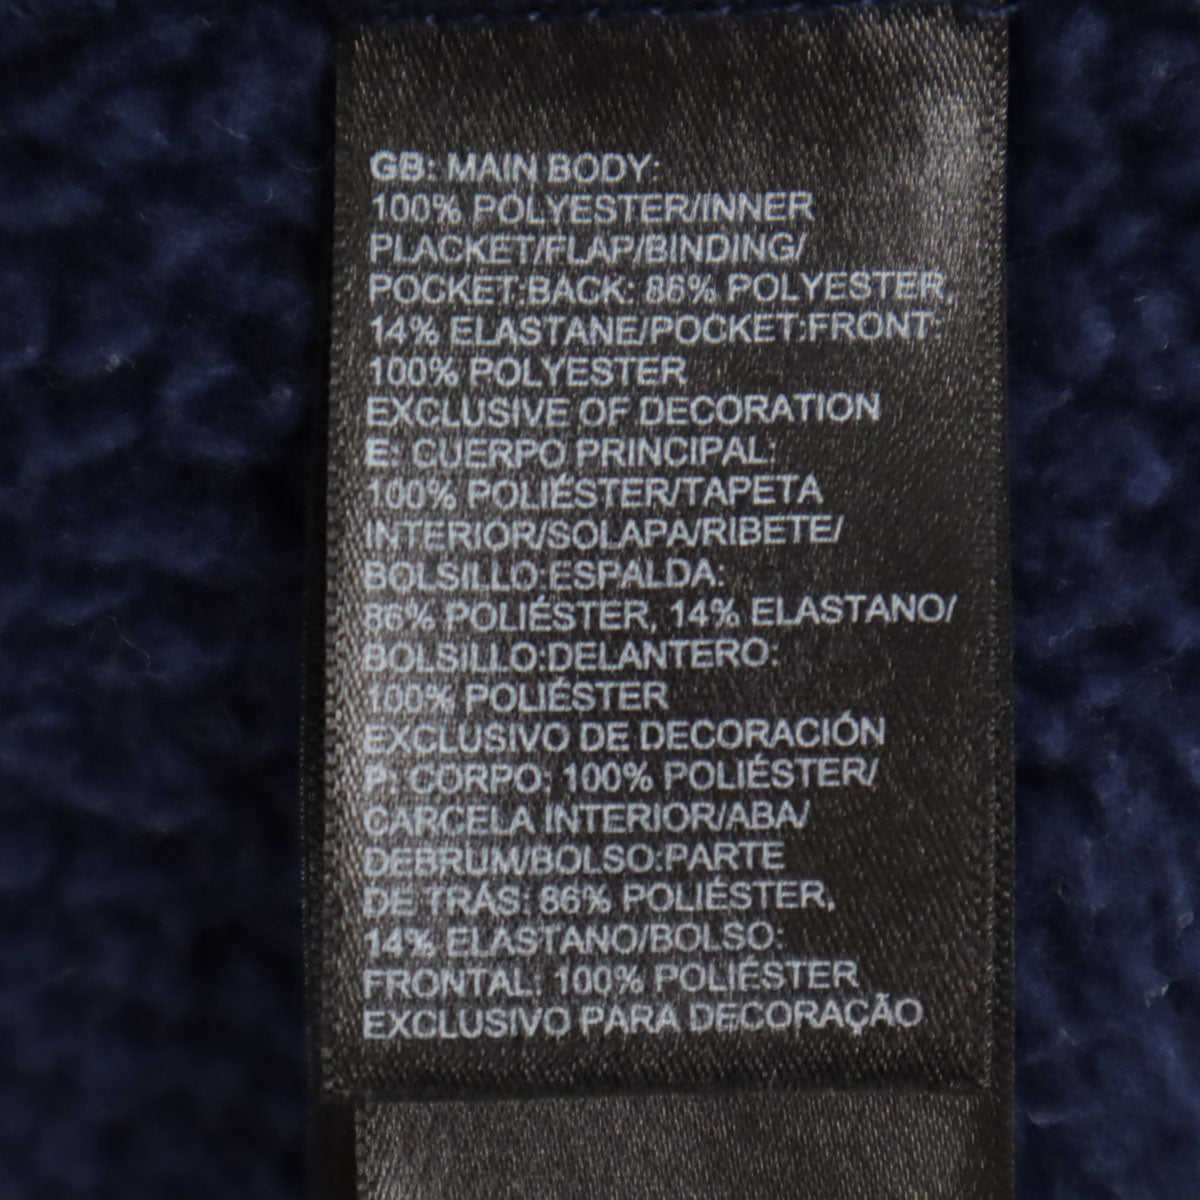 GB: MAIN BODY:
100% POLYESTER/INNER
PLACKET/FLAP/BINDING/
POCKET:BACK: 86% POLYESTER,
14% ELASTANE/POCKET:FRONT:
100% POLYESTER
EXCLUSIVE OF DECORATION
E: CUERPO PRINCIPAL:
100% POLIÉSTER/TAPETA
INTERIOR/SOLAPA/RIBETE/
BOLSILLO:ESPALDA:
86% POLIÉSTER, 14% ELASTANO/
BOLSILLO:DELANTERO:
100% POLIÉSTER
EXCLUSIVO DE DECORACIÓN
P: CORPO: 100% POLIÉSTER/
CARCELA INTERIOR/ABA/
DEBRUM/BOLSO:PARTE
DE TRÁS: 86% POLIÉSTER,
14% ELASTANO/BOLSO:
FRONTAL: 100% POLIÉSTER
EXCLUSIVO PARA DECORAÇÃO